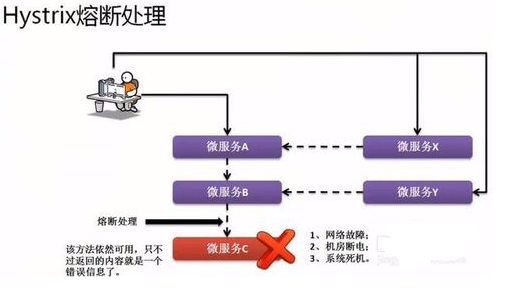 Hystrix熔断处理
微服务A
微服务X
微服务B
微服务Y
熔断处理
微服务C
该方法依然可用，只不
过返回的内容就是一个
错误信息了。
1、网络故障；
2、机房断电；
3、系统死机。